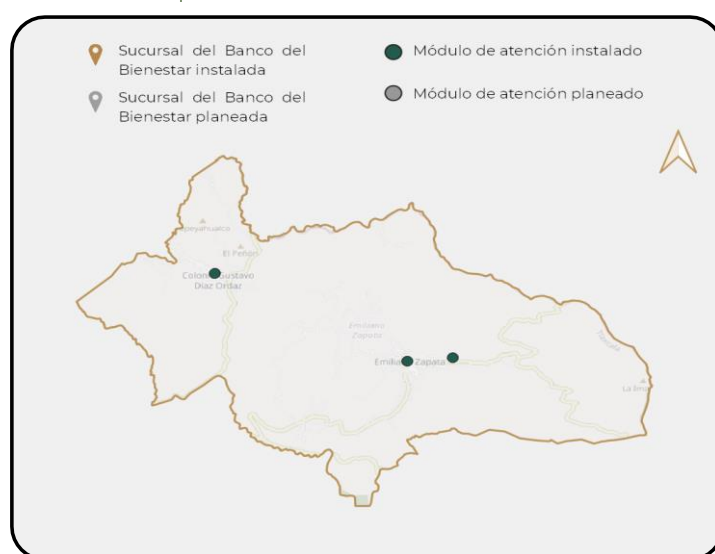 Sucursal del Banco del
Bienestar instalada
Sucursal del Banco del
Bienestar planeada
Módulo de atención instalado
Módulo de atención planeado
El Peñón
Díaz Ordaz
Emiliano
Zapata
Zapata
Tlaxcala